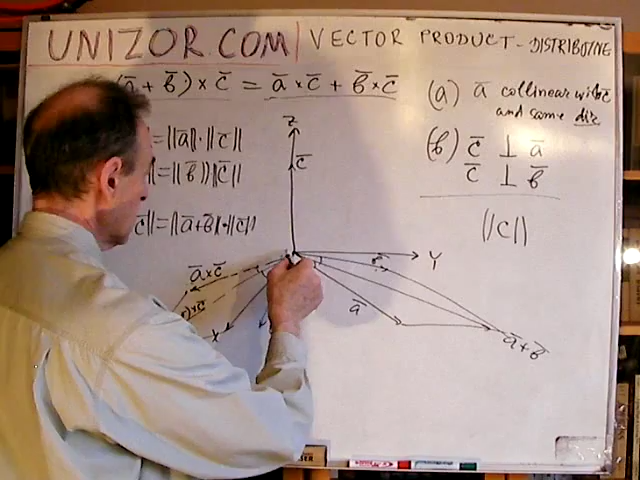 UNIZOR.COM | VECTOR PRODUCT - DISTRIBUTIVE
(a̅ + b̅) × c̅ = a̅ × c̅ + b̅ × c̅
(a) a̅ collinear with c̅
and same dir
= ||a̅||·||c̅||
= ||b̅||·||c̅||
c̅|| = ||a̅+b̅||·||c̅||
(b) c̅ ⊥ a̅
c̅ ⊥ b̅
(||c||)
Z
c̅
Y
a̅×c̅
)×c̅
X
a̅
a̅+b̅